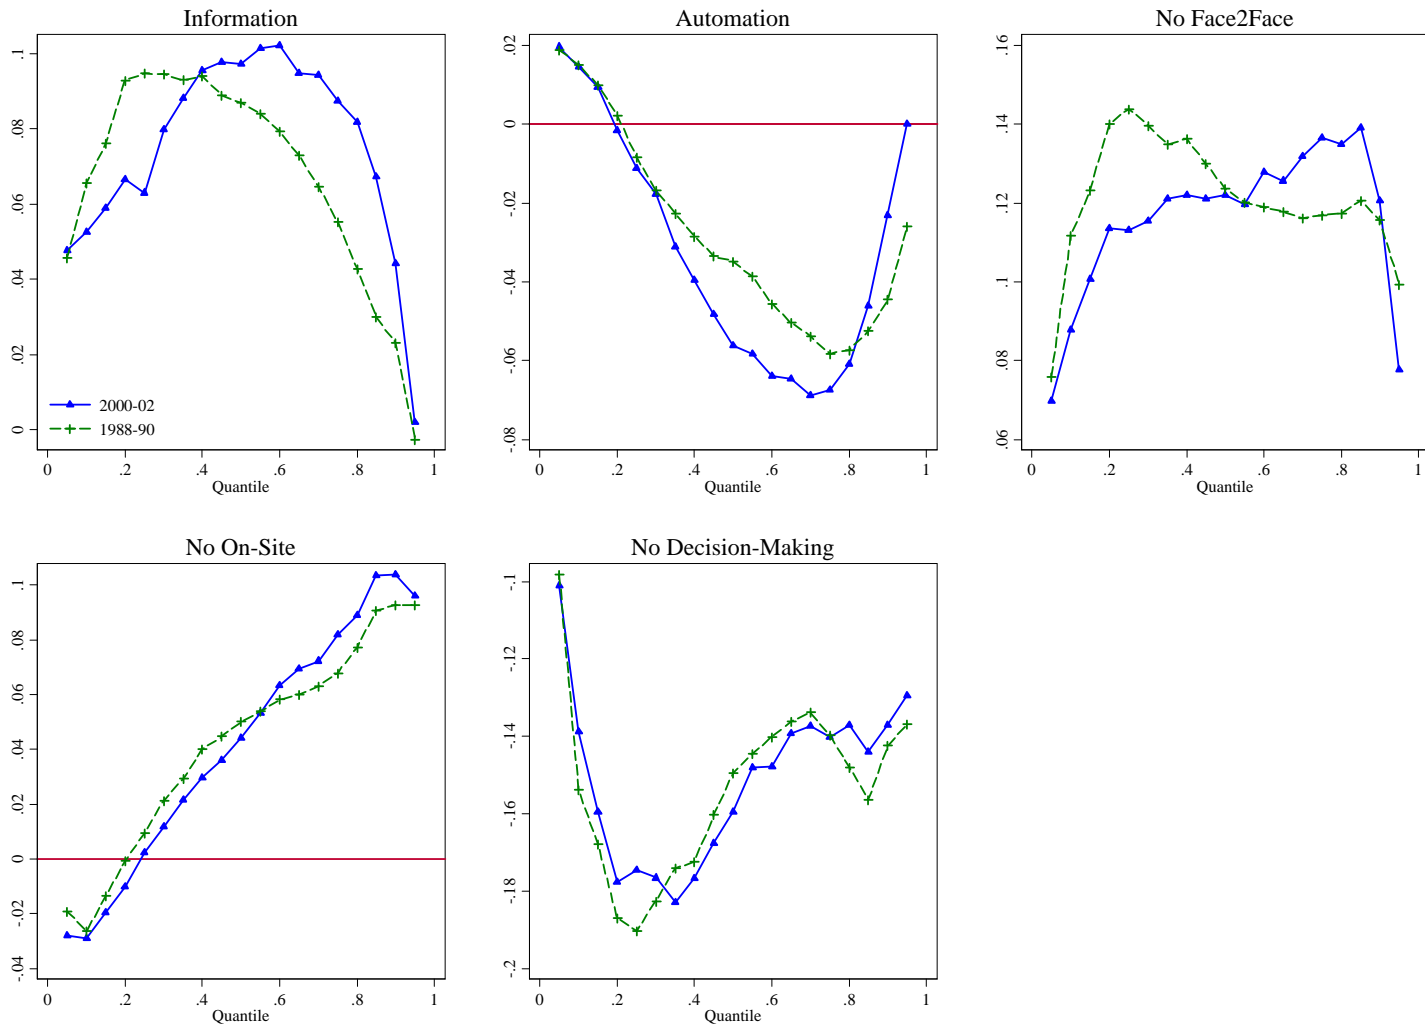 Information
.1
.08
.06
.04
.02
0
2000-02
1988-90
0 .2 .4 .6 .8 1
Quantile
Automation
.02
0
-.02
-.04
-.06
-.08
0 .2 .4 .6 .8 1
Quantile
No Face2Face
.16
.14
.12
.1
.08
.06
0 .2 .4 .6 .8 1
Quantile
No On-Site
.1
.08
.06
.04
.02
0
-.02
-.04
0 .2 .4 .6 .8 1
Quantile
No Decision-Making
-.1
-.12
-.14
-.16
-.18
-.2
0 .2 .4 .6 .8 1
Quantile